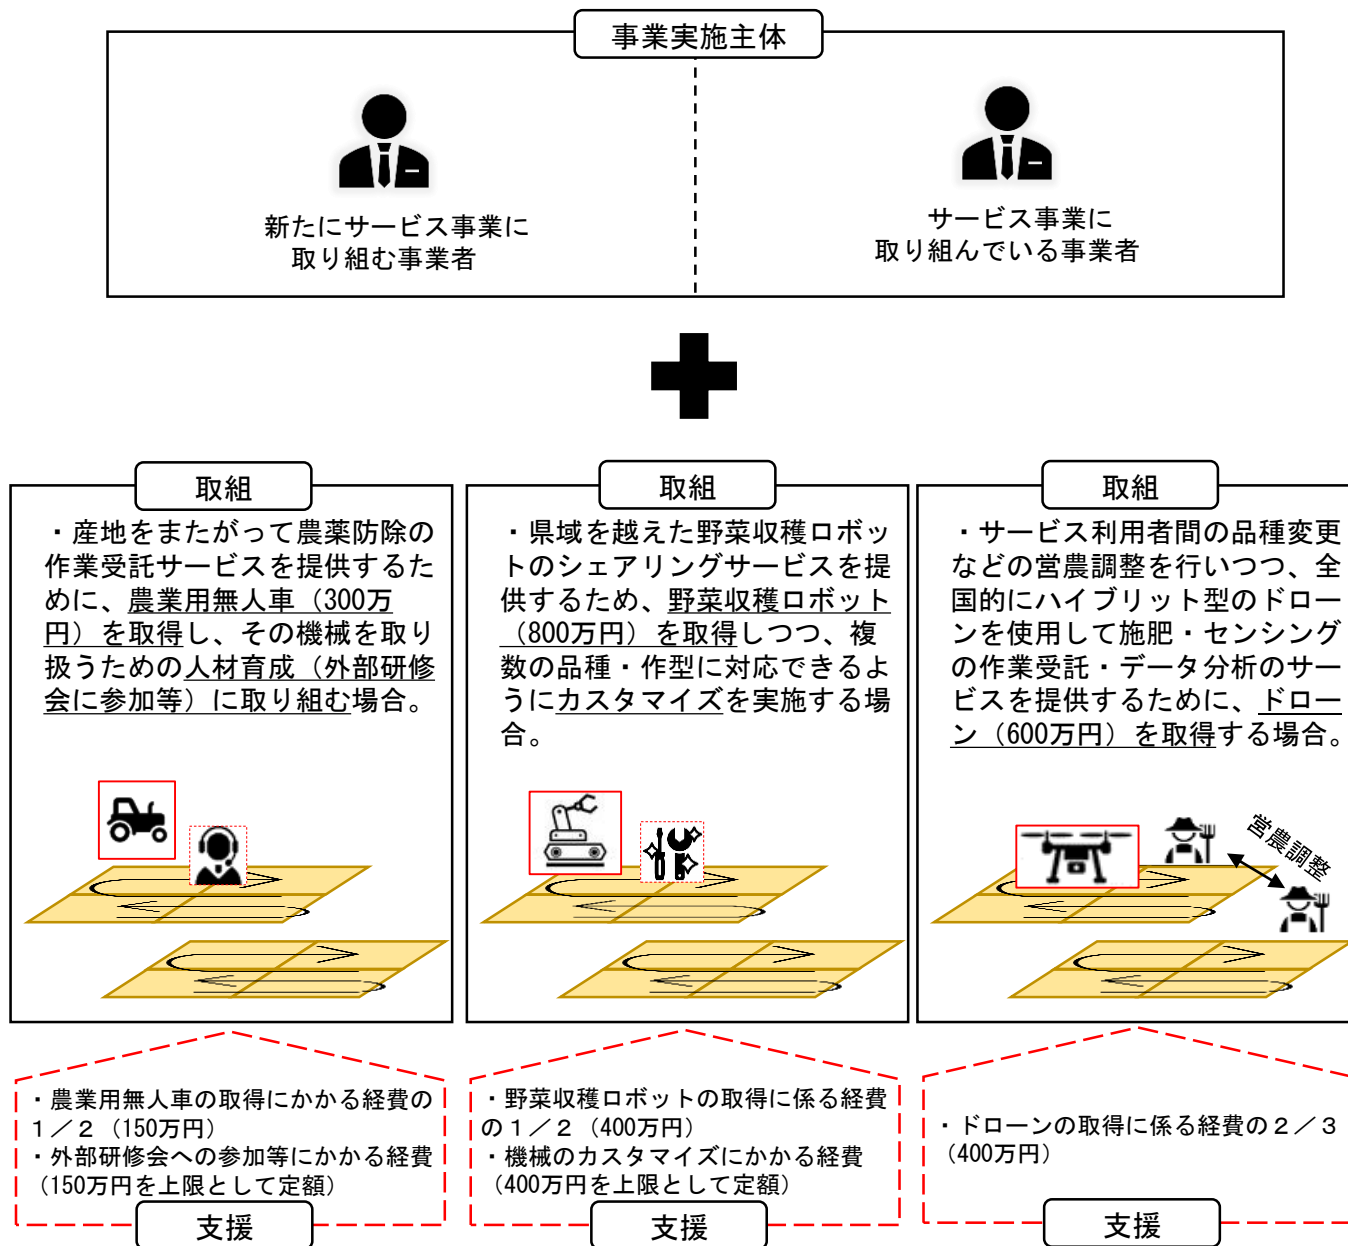 事業実施主体
新たにサービス事業に
取り組む事業者
サービス事業に
取り組んでいる事業者
取組
・産地をまたがって農薬防除の
作業受託サービスを提供するた
めに、農業用無人車（300万
円）を取得し、その機械を取り
扱うための人材育成（外部研修
会に参加等）に取り組む場合。
取組
・県域を越えた野菜収穫ロボッ
トのシェアリングサービスを提
供するため、野菜収穫ロボット
（800万円）を取得しつつ、複
数の品種・作型に対応できるよ
うにカスタマイズを実施する場
合。
取組
・サービス利用者間の品種変更
などの営農調整を行いつつ、全
国的にハイブリット型のドロー
ンを使用して施肥・センシング
の作業受託・データ分析のサー
ビスを提供するために、ドロー
ン（600万円）を取得する場合。
営農調整
・農業用無人車の取得にかかる経費の
１／２（150万円）
・外部研修会への参加等にかかる経費
（150万円を上限として定額）
支援
・野菜収穫ロボットの取得に係る経費
の１／２（400万円）
・機械のカスタマイズにかかる経費
（400万円を上限として定額）
支援
・ドローンの取得に係る経費の２／３
（400万円）
支援